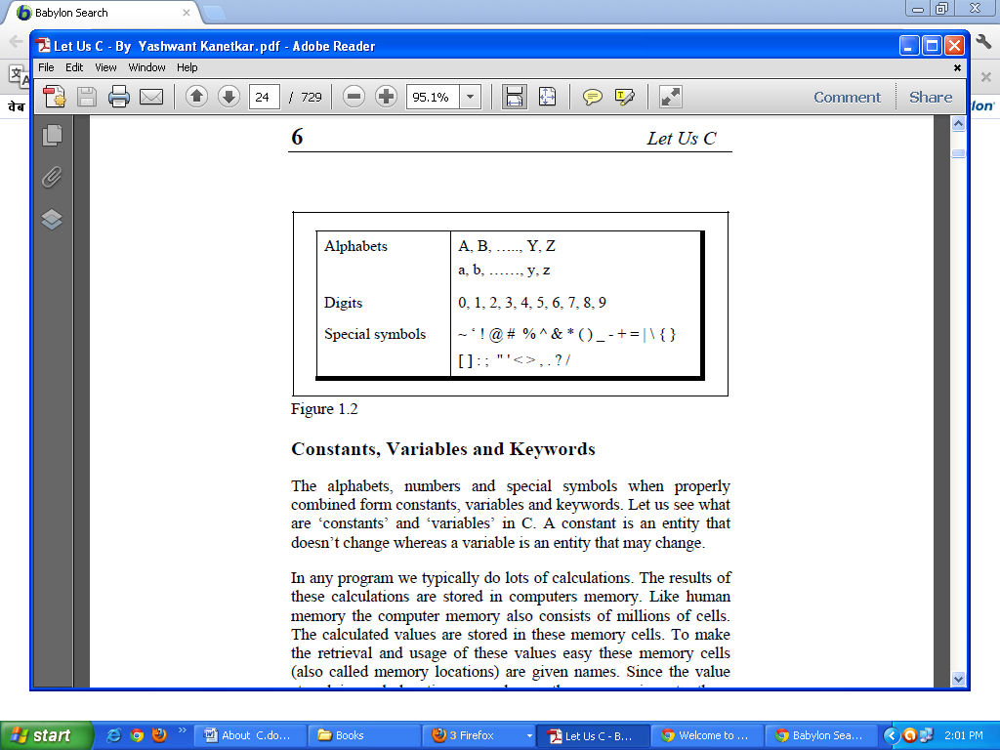 Babylon Search
Let Us C - By Yashwant Kanetkar.pdf - Adobe Reader
File Edit View Window Help
24 / 729 95.1% Comment Share
वेब
lon'
6 Let Us C
Alphabets A, B, ….., Y, Z
a, b, ……, y, z
Digits 0, 1, 2, 3, 4, 5, 6, 7, 8, 9
Special symbols ~ ‘ ! @ # % ^ & * ( ) _ - + = | \ { }
[ ] : ; " ' < > , . ? /
Figure 1.2
Constants, Variables and Keywords
The alphabets, numbers and special symbols when properly
combined form constants, variables and keywords. Let us see what
are ‘constants’ and ‘variables’ in C. A constant is an entity that
doesn’t change whereas a variable is an entity that may change.
In any program we typically do lots of calculations. The results of
these calculations are stored in computers memory. Like human
memory the computer memory also consists of millions of cells.
The calculated values are stored in these memory cells. To make
the retrieval and usage of these values easy these memory cells
(also called memory locations) are given names. Since the value
start About C.do... Books 3 Firefox Let Us C - B... Welcome to ... Babylon Sea... 2:01 PM